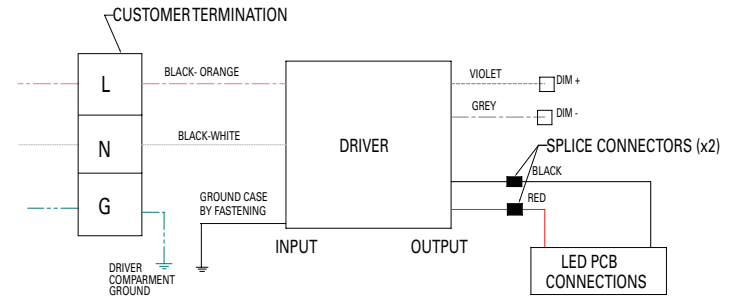 CUSTOMER TERMINATION
L
BLACK- ORANGE
VIOLET
DIM +
GREY
DIM -
N
BLACK-WHITE
DRIVER
SPLICE CONNECTORS (x2)
BLACK
G
GROUND CASE
BY FASTENING
RED
INPUT
OUTPUT
DRIVER
COMPARMENT
GROUND
LED PCB
CONNECTIONS